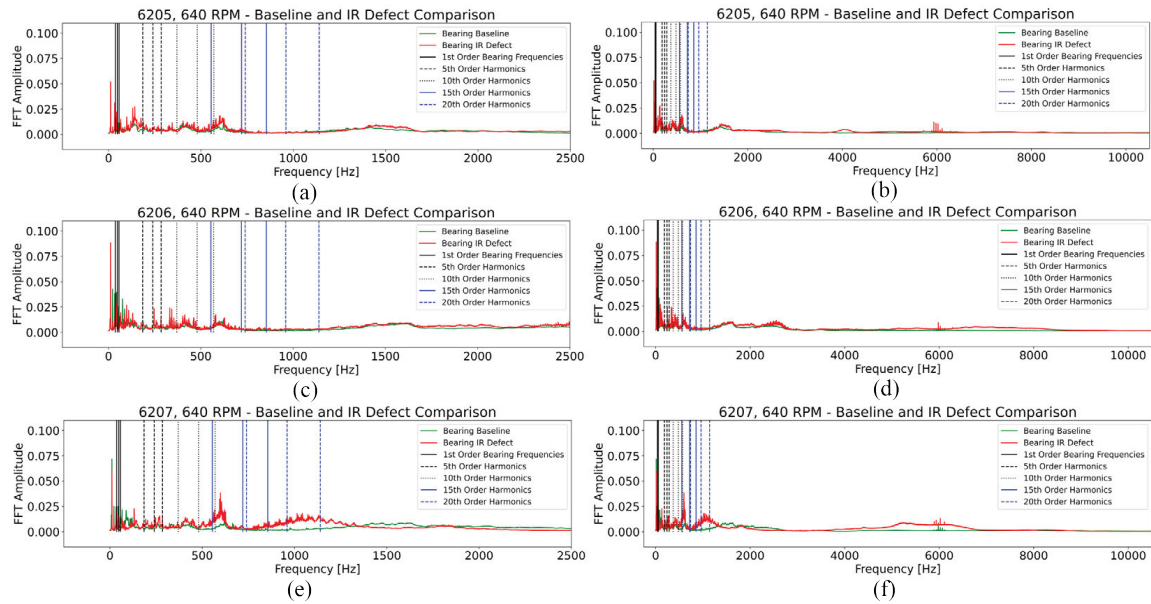 6205, 640 RPM - Baseline and IR Defect Comparison
FFT Amplitude
0.100
0.075
0.050
0.025
0.000
Bearing Baseline
Bearing IR Defect
1st Order Bearing Frequencies
5th Order Harmonics
10th Order Harmonics
15th Order Harmonics
20th Order Harmonics
0 500 1000 1500 2000 2500
Frequency [Hz]
(a)
6205, 640 RPM - Baseline and IR Defect Comparison
FFT Amplitude
0.100
0.075
0.050
0.025
0.000
Bearing Baseline
Bearing IR Defect
1st Order Bearing Frequencies
5th Order Harmonics
10th Order Harmonics
15th Order Harmonics
20th Order Harmonics
0 2000 4000 6000 8000 10000
Frequency [Hz]
(b)
6206, 640 RPM - Baseline and IR Defect Comparison
FFT Amplitude
0.100
0.075
0.050
0.025
0.000
Bearing Baseline
Bearing IR Defect
1st Order Bearing Frequencies
5th Order Harmonics
10th Order Harmonics
15th Order Harmonics
20th Order Harmonics
0 500 1000 1500 2000 2500
Frequency [Hz]
(c)
6206, 640 RPM - Baseline and IR Defect Comparison
FFT Amplitude
0.100
0.075
0.050
0.025
0.000
Bearing Baseline
Bearing IR Defect
1st Order Bearing Frequencies
5th Order Harmonics
10th Order Harmonics
15th Order Harmonics
20th Order Harmonics
0 2000 4000 6000 8000 10000
Frequency [Hz]
(d)
6207, 640 RPM - Baseline and IR Defect Comparison
FFT Amplitude
0.100
0.075
0.050
0.025
0.000
Bearing Baseline
Bearing IR Defect
1st Order Bearing Frequencies
5th Order Harmonics
10th Order Harmonics
15th Order Harmonics
20th Order Harmonics
0 500 1000 1500 2000 2500
Frequency [Hz]
(e)
6207, 640 RPM - Baseline and IR Defect Comparison
FFT Amplitude
0.100
0.075
0.050
0.025
0.000
Bearing Baseline
Bearing IR Defect
1st Order Bearing Frequencies
5th Order Harmonics
10th Order Harmonics
15th Order Harmonics
20th Order Harmonics
0 2000 4000 6000 8000 10000
Frequency [Hz]
(f)